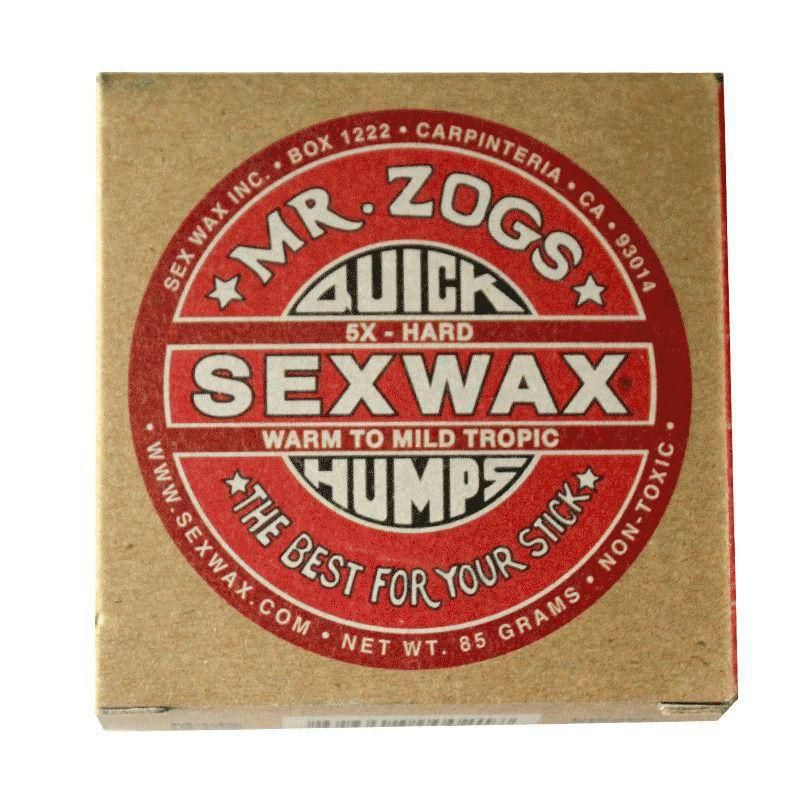 SEX WAX INC. • BOX 1222 • CARPINTERIA • CA • 93014
MR. ZOGS
QUICK
5X - HARD
SEXWAX®
WARM TO MILD TROPIC
HUMPS
THE BEST FOR YOUR STICK
• WWW.SEXWAX.COM • NET WT. 85 GRAMS • NON-TOXIC •